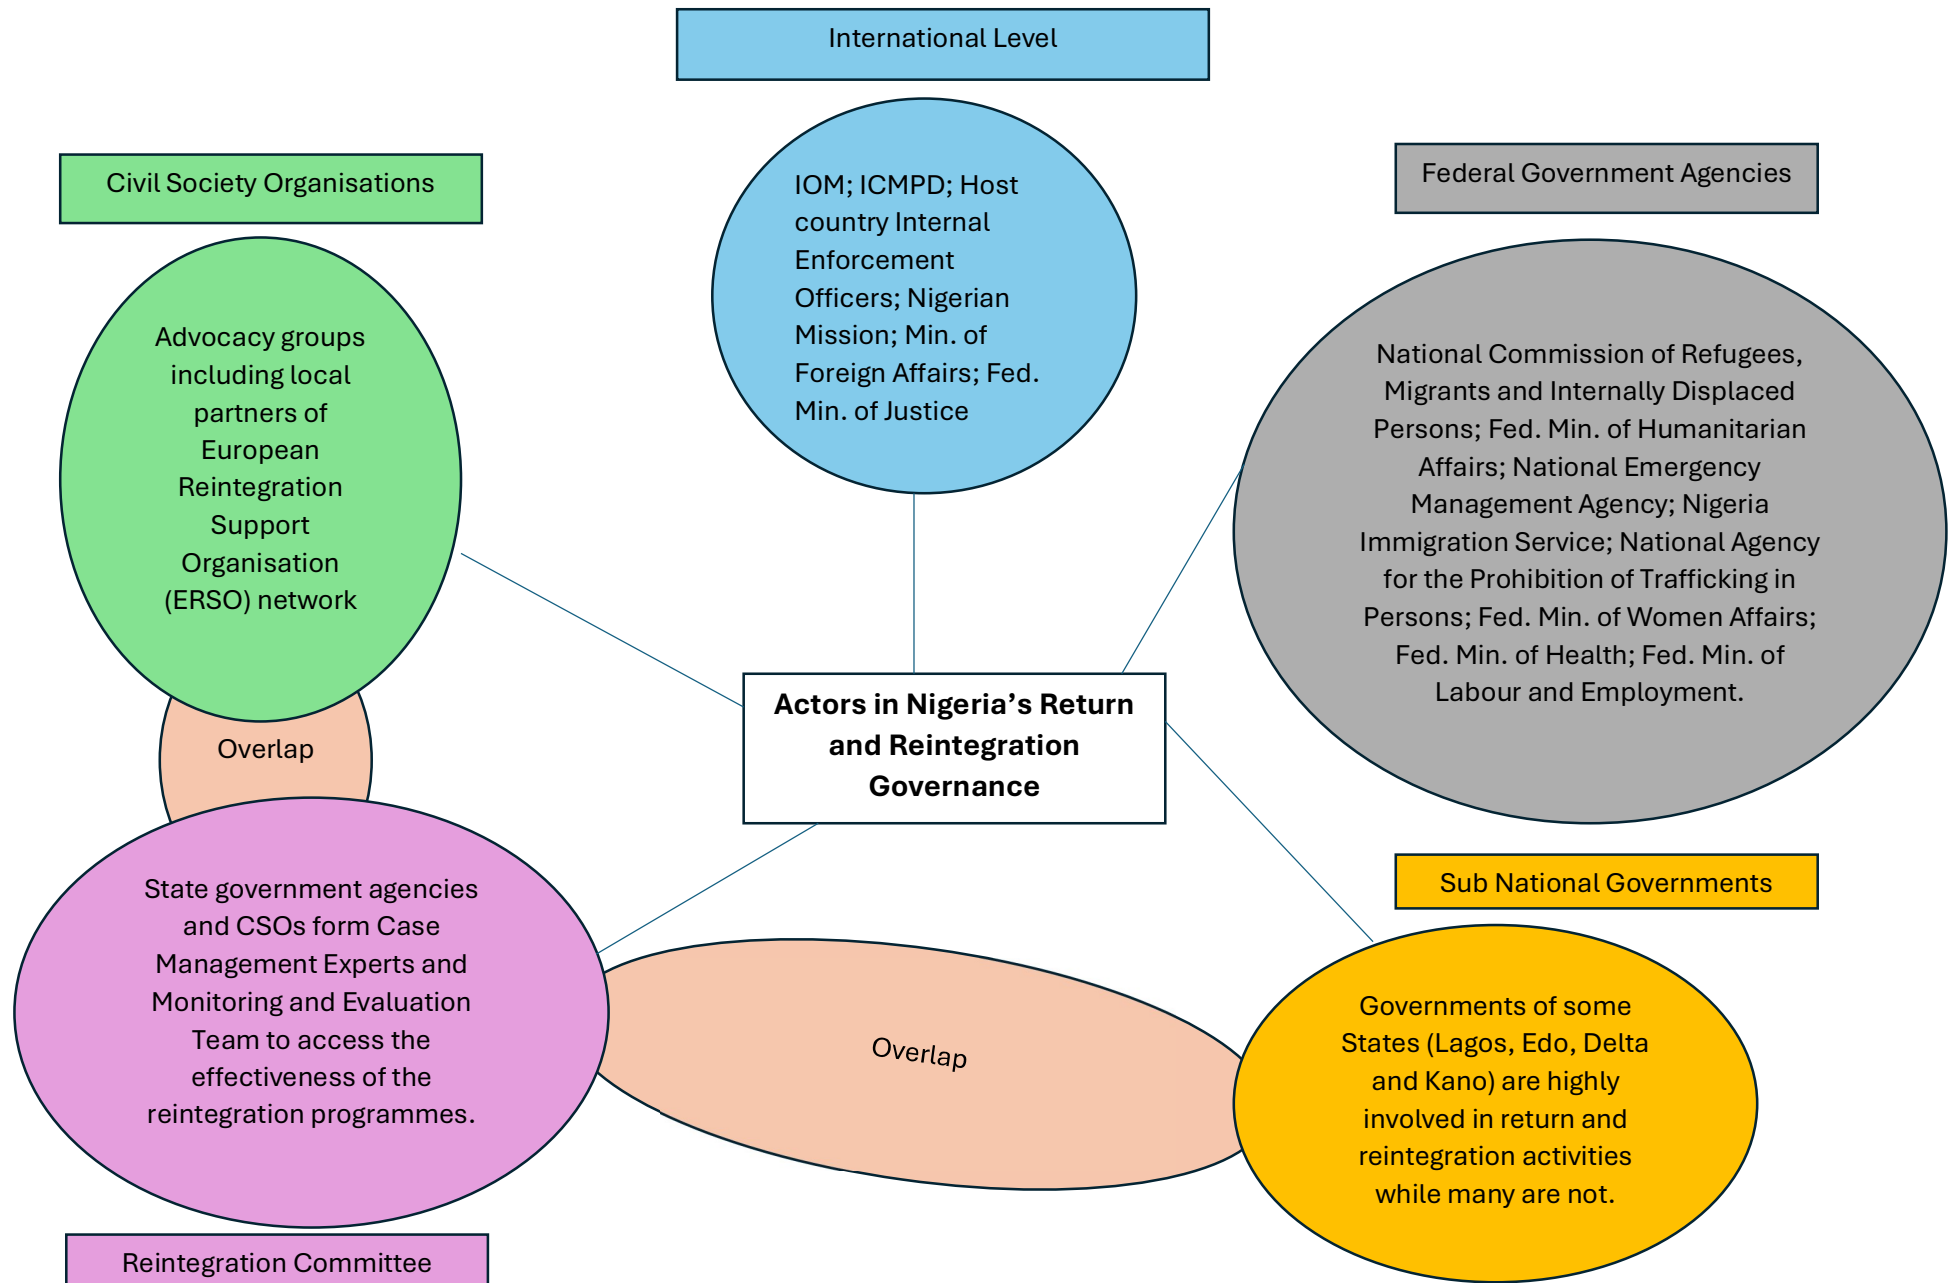 International Level
IOM; ICMPD; Host
country Internal
Enforcement
Officers; Nigerian
Mission; Min. of
Foreign Affairs; Fed.
Min. of Justice
Civil Society Organisations
Advocacy groups
including local
partners of
European
Reintegration
Support
Organisation
(ERSO) network
Federal Government Agencies
National Commission of Refugees,
Migrants and Internally Displaced
Persons; Fed. Min. of Humanitarian
Affairs; National Emergency
Management Agency; Nigeria
Immigration Service; National Agency
for the Prohibition of Trafficking in
Persons; Fed. Min. of Women Affairs;
Fed. Min. of Health; Fed. Min. of
Labour and Employment.
Actors in Nigeria’s Return
and Reintegration
Governance
Overlap
State government agencies
and CSOs form Case
Management Experts and
Monitoring and Evaluation
Team to access the
effectiveness of the
reintegration programmes.
Reintegration Committee
Overlap
Sub National Governments
Governments of some
States (Lagos, Edo, Delta
and Kano) are highly
involved in return and
reintegration activities
while many are not.